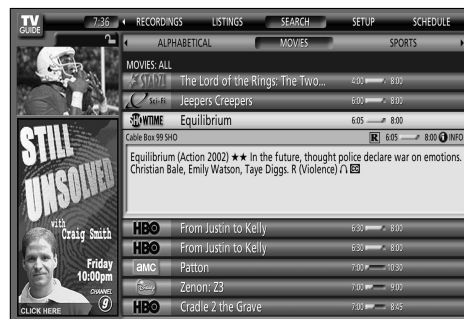 TV GUIDE
7:36
RECORDINGS LISTINGS SEARCH SETUP SCHEDULE
ALPHABETICAL MOVIES SPORTS
MOVIES: ALL
STARZ! The Lord of the Rings: The Two... 4:00 8:00
Sci-Fi Jeepers Creepers 6:00 8:00
SHOWTIME Equilibrium 6:05 8:00
Cable Box 99 SHO R 6:05 8:00 INFO
Equilibrium (Action 2002) ★★ In the future, thought police declare war on emotions.
Christian Bale, Emily Watson, Taye Diggs. R (Violence) CC
HBO From Justin to Kelly 6:30 8:00
HBO From Justin to Kelly 6:30 8:00
amc Patton 7:00 10:30
Disney Zenon: Z3 7:00 9:00
HBO Cradle 2 the Grave 7:00 8:45
STILL
UNSOLVED
with
Craig Smith
Friday
10:00pm
CHANNEL
9
CLICK HERE